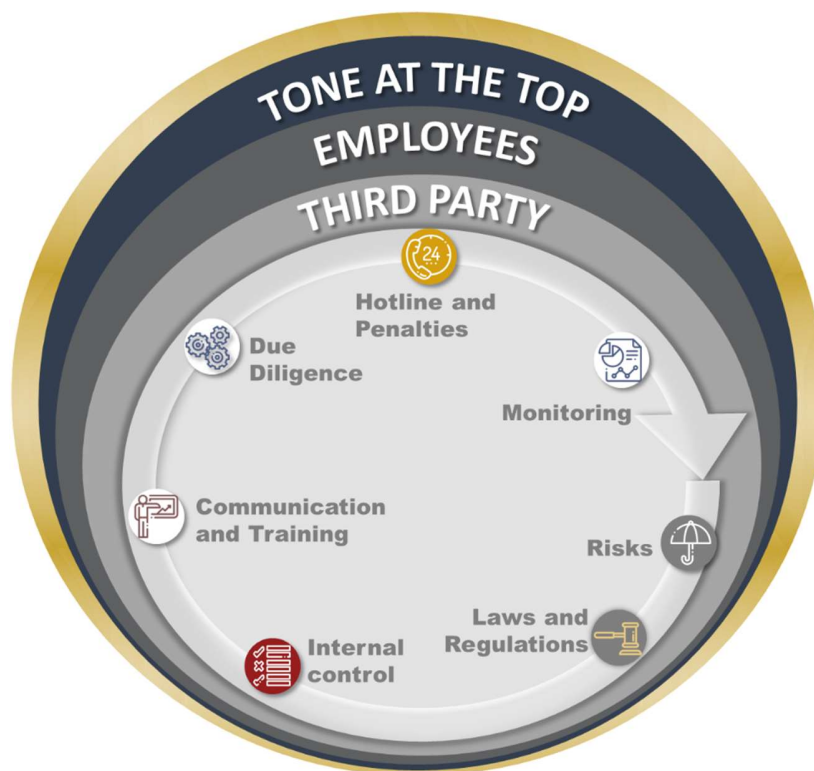 TONE AT THE TOP
EMPLOYEES
THIRD PARTY
24
Hotline and
Penalties
Due
Diligence
Monitoring
Communication
and Training
Risks
Laws and
Regulations
Internal
control